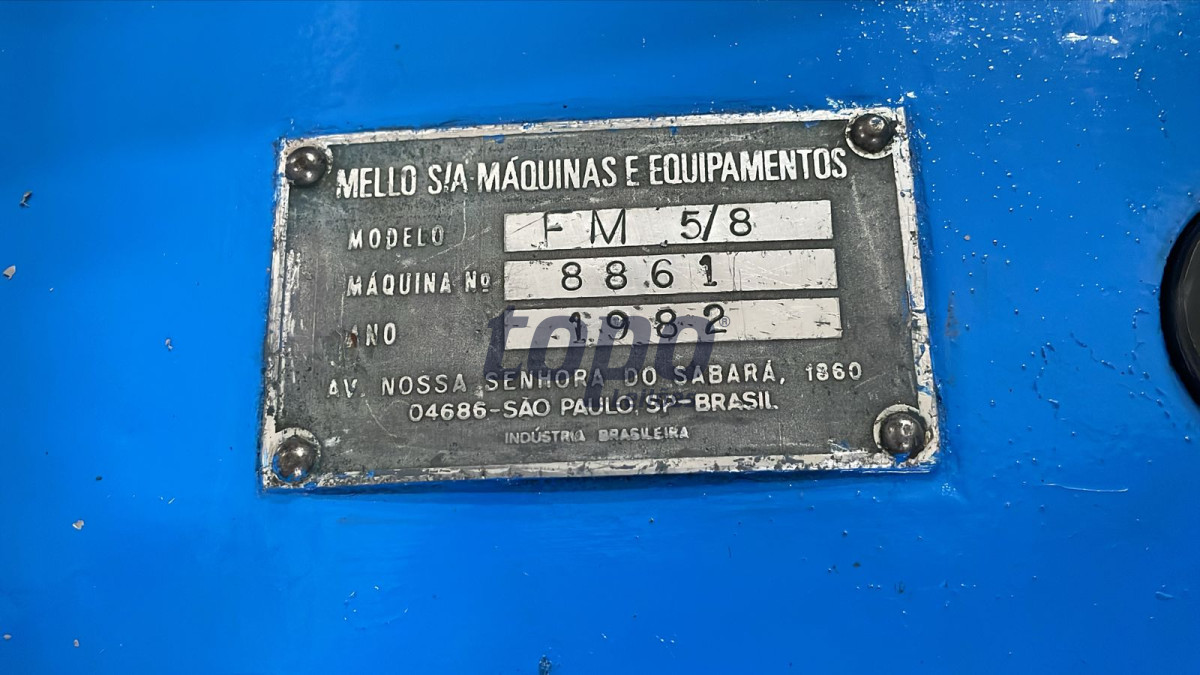 MELLO S/A MÁQUINAS E EQUIPAMENTOS
MODELO FM 5/8
MÁQUINA Nº 8861
ANO 1982
topo®
AV. NOSSA SENHORA DO SABARÁ, 1860
04686-SÃO PAULO, SP-BRASIL
INDÚSTRIA BRASILEIRA